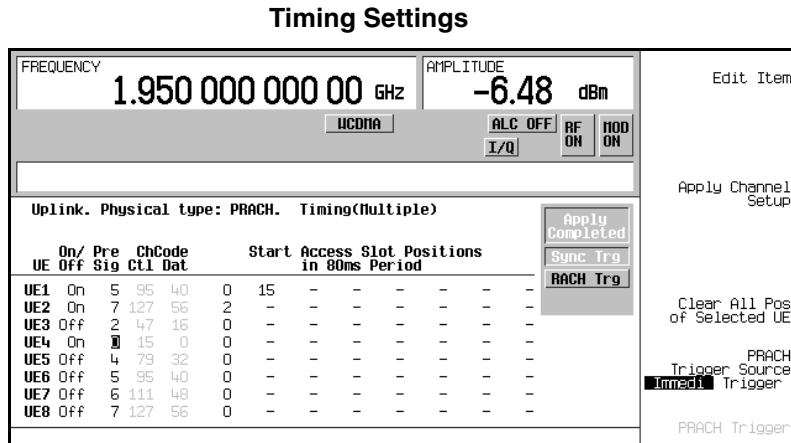 Timing Settings
FREQUENCY
1.950 000 000 00 GHz
AMPLITUDE
-6.48 dBm
WCDMA
ALC OFF
I/Q
RF ON
MOD ON
Edit Item
Apply Channel
Setup
Uplink. Physical type: PRACH. Timing(Multiple)
Apply
Completed
Sync Trg
RACH Trg
On/ Pre ChCode Start Access Slot Positions
UE Off Sig Ctl Dat in 80ms Period
UE1 On 5 95 40 0 15 - - - - - -
UE2 On 7 127 56 2 - - - - - - -
UE3 Off 2 47 16 0 - - - - - - -
UE4 On 0 15 0 0 - - - - - - -
UE5 Off 4 79 32 0 - - - - - - -
UE6 Off 5 95 40 0 - - - - - - -
UE7 Off 6 111 48 0 - - - - - - -
UE8 Off 7 127 56 0 - - - - - - -
Clear All Pos
of Selected UE
PRACH
Trigger Source
Immedi Trigger
PRACH Trigger